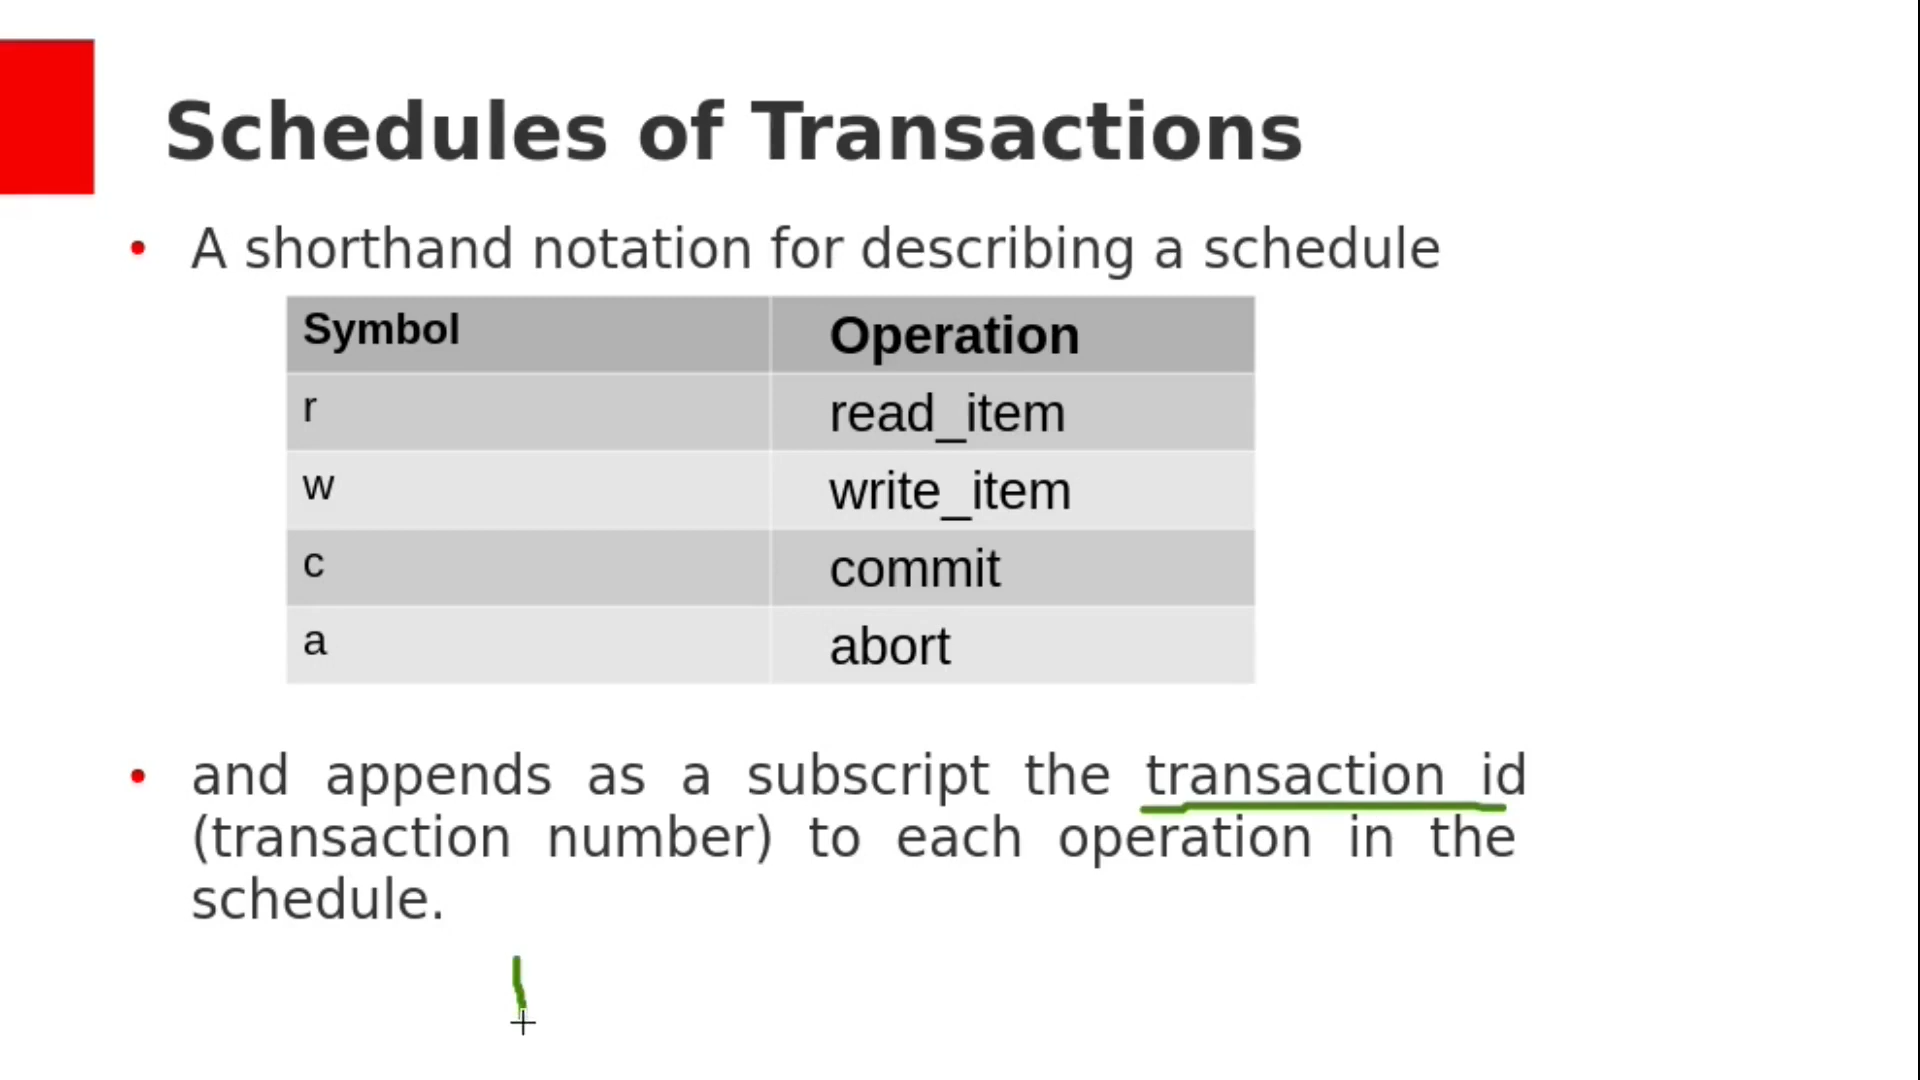 Schedules of Transactions
• A shorthand notation for describing a schedule
Symbol Operation
r read_item
w write_item
c commit
a abort
• and appends as a subscript the transaction id
(transaction number) to each operation in the
schedule.